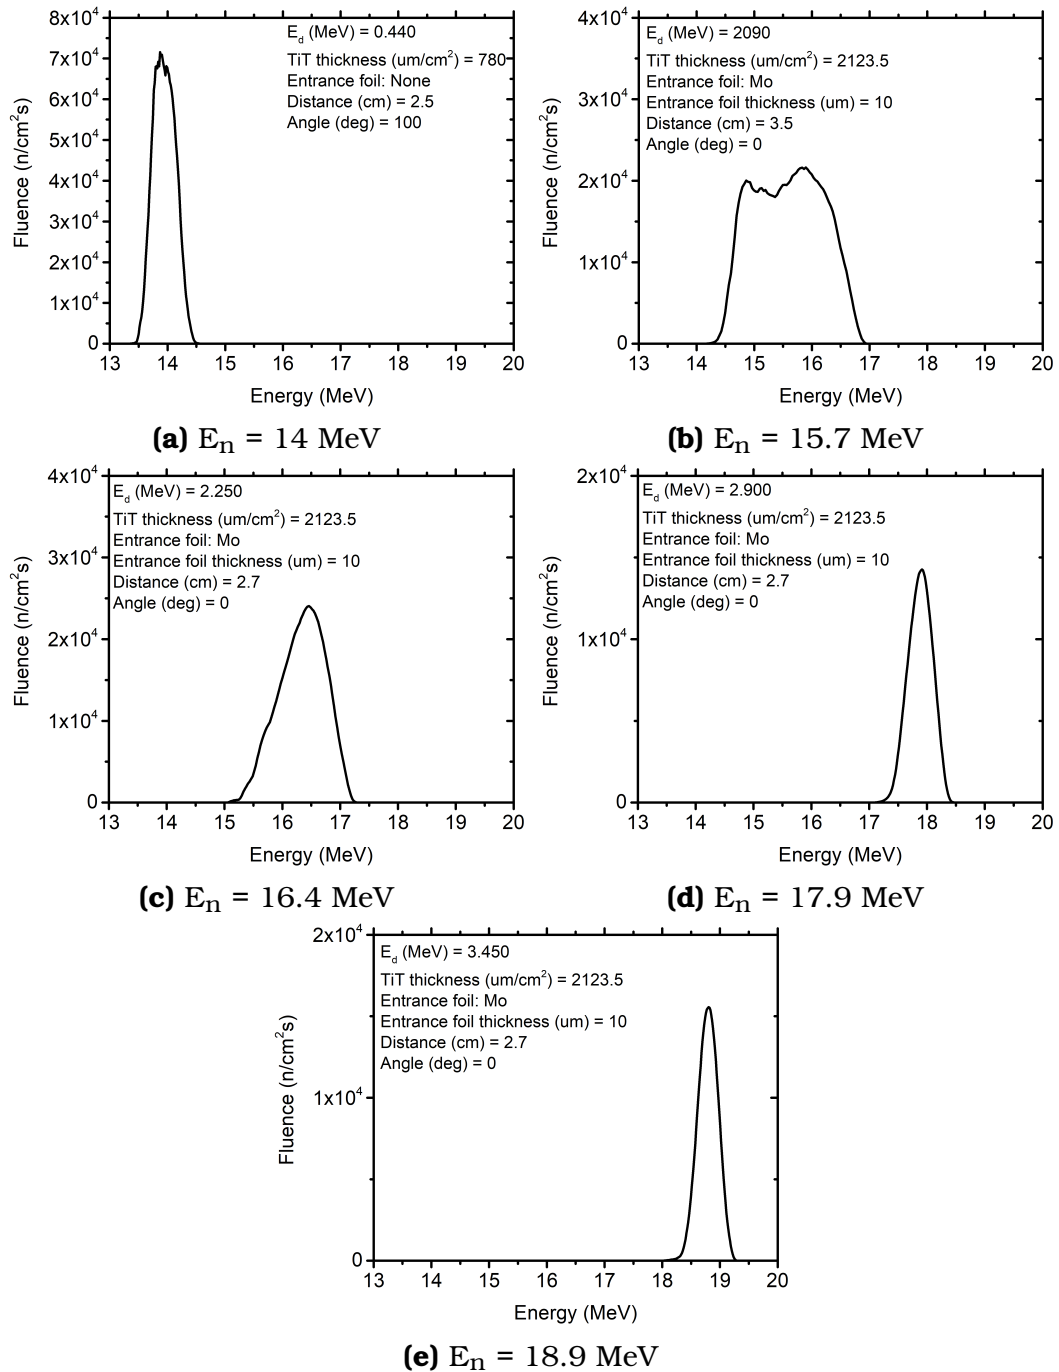 8x10⁴
7x10⁴
6x10⁴
5x10⁴
4x10⁴
3x10⁴
2x10⁴
1x10⁴
0
Fluence (n/cm²s)
E_d (MeV) = 0.440
TiT thickness (um/cm²) = 780
Entrance foil: None
Distance (cm) = 2.5
Angle (deg) = 100
13 14 15 16 17 18 19 20
Energy (MeV)
(a) E_n = 14 MeV
4x10⁴
3x10⁴
2x10⁴
1x10⁴
0
Fluence (n/cm²s)
E_d (MeV) = 2090
TiT thickness (um/cm²) = 2123.5
Entrance foil: Mo
Entrance foil thickness (um) = 10
Distance (cm) = 3.5
Angle (deg) = 0
13 14 15 16 17 18 19 20
Energy (MeV)
(b) E_n = 15.7 MeV
4x10⁴
3x10⁴
2x10⁴
1x10⁴
0
Fluence (n/cm²s)
E_d (MeV) = 2.250
TiT thickness (um/cm²) = 2123.5
Entrance foil: Mo
Entrance foil thickness (um) = 10
Distance (cm) = 2.7
Angle (deg) = 0
13 14 15 16 17 18 19 20
Energy (MeV)
(c) E_n = 16.4 MeV
2x10⁴
1x10⁴
0
Fluence (n/cm²s)
E_d (MeV) = 2.900
TiT thickness (um/cm²) = 2123.5
Entrance foil: Mo
Entrance foil thickness (um) = 10
Distance (cm) = 2.7
Angle (deg) = 0
13 14 15 16 17 18 19 20
Energy (MeV)
(d) E_n = 17.9 MeV
2x10⁴
1x10⁴
0
Fluence (n/cm²s)
E_d (MeV) = 3.450
TiT thickness (um/cm²) = 2123.5
Entrance foil: Mo
Entrance foil thickness (um) = 10
Distance (cm) = 2.7
Angle (deg) = 0
13 14 15 16 17 18 19 20
Energy (MeV)
(e) E_n = 18.9 MeV